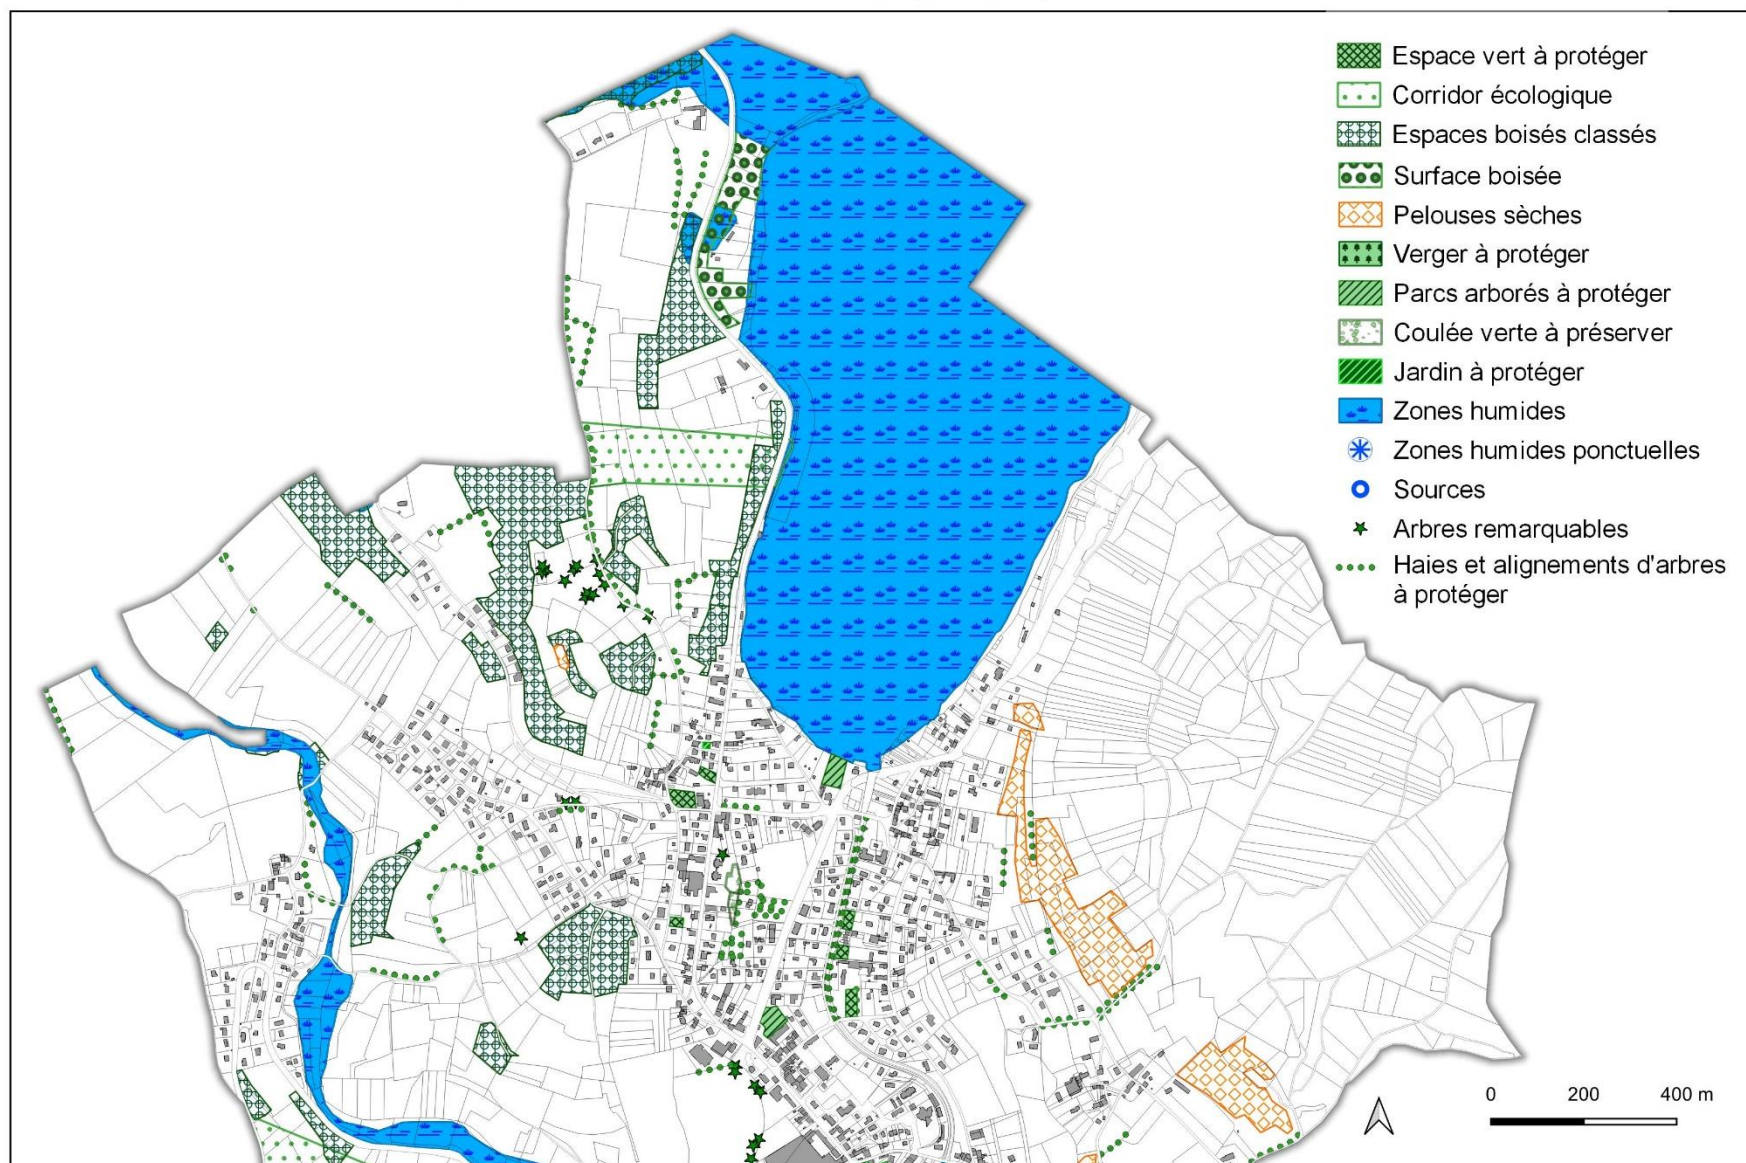 Espace vert à protéger
Corridor écologique
Espaces boisés classés
Surface boisée
Pelouses sèches
Verger à protéger
Parcs arborés à protéger
Coulée verte à préserver
Jardin à protéger
Zones humides
Zones humides ponctuelles
Sources
Arbres remarquables
Haies et alignements d'arbres
à protéger
0 200 400 m